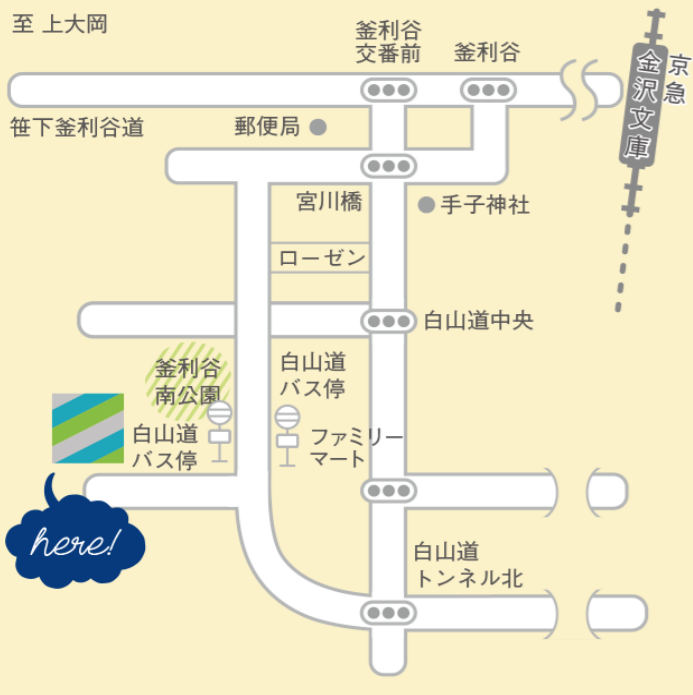 至 上大岡
釜利谷
交番前
釜利谷
京急
金沢文庫
笹下釜利谷道
郵便局
宮川橋
手子神社
ローゼン
白山道中央
釜利谷
南公園
白山道
バス停
白山道
バス停
ファミリー
マート
here!
白山道
トンネル北